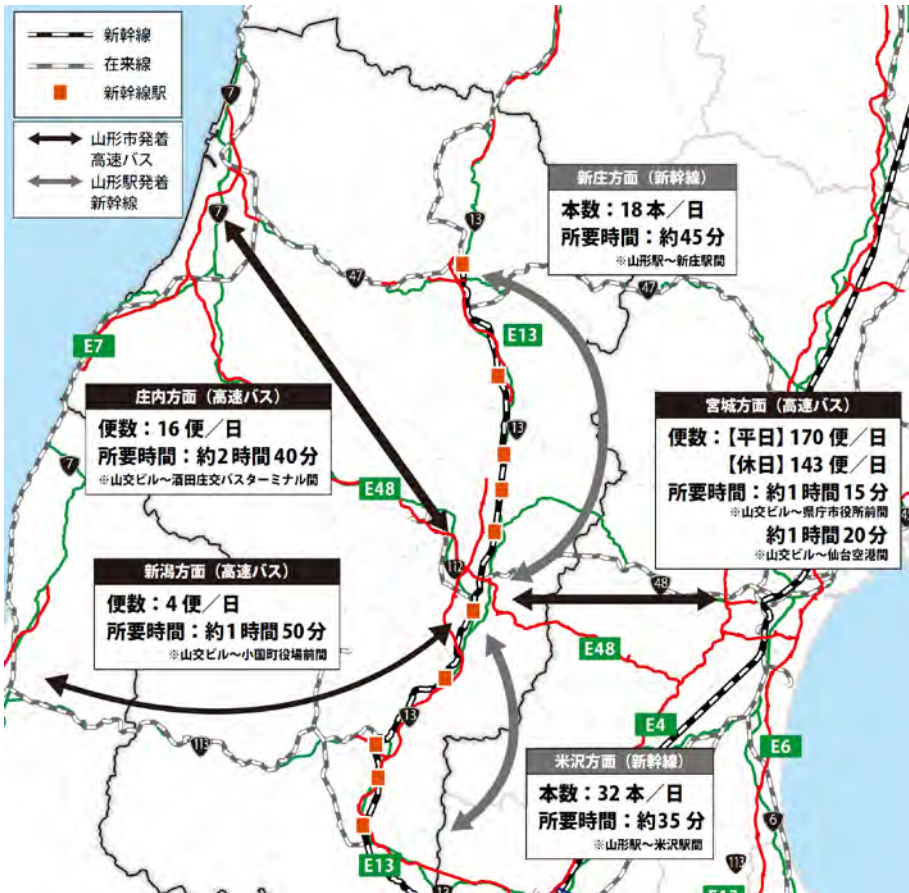 新幹線
在来線
新幹線駅
山形市発着
高速バス
山形駅発着
新幹線
7
7
13
47
47
E7
E13
新庄方面(新幹線)
本数:18本/日
所要時間:約45分
※山形駅~新庄駅間
庄内方面(高速バス)
便数:16便/日
所要時間:約2時間40分
※山交ビル~酒田庄交バスターミナル間
宮城方面(高速バス)
便数:【平日】170便/日
【休日】143便/日
所要時間:約1時間15分
※山交ビル~県庁市役所前間
約1時間20分
※山交ビル~仙台空港間
13
7
E48
112
48
新潟方面(高速バス)
便数:4便/日
所要時間:約1時間50分
※山交ビル~小国町役場前間
E48
13
113
E4
E6
米沢方面(新幹線)
本数:32本/日
所要時間:約35分
※山形駅~米沢駅間
6
113
E13
13